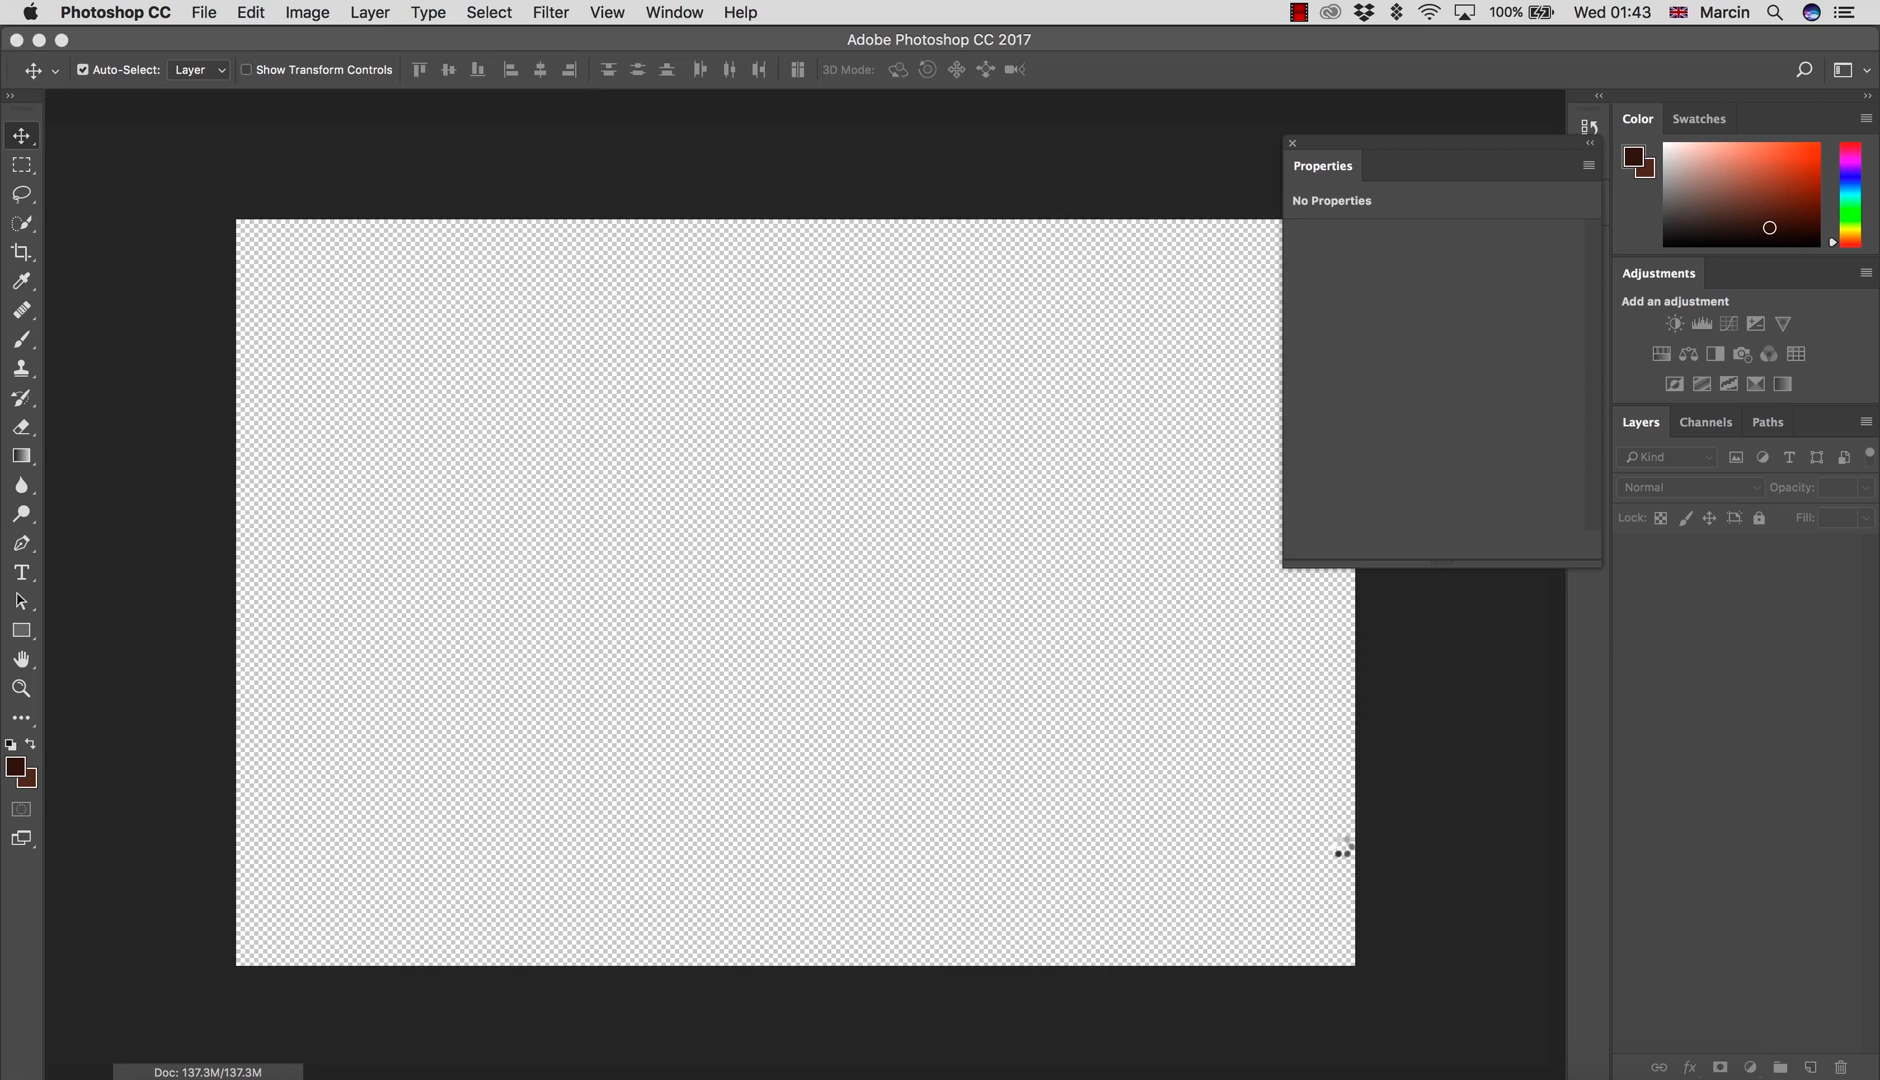 Photoshop CC File Edit Image Layer Type Select Filter View Window Help 100% Wed 01:43 Marcin
Adobe Photoshop CC 2017
Auto-Select: Layer Show Transform Controls 3D Mode:
Color Swatches
Properties
No Properties
Adjustments
Add an adjustment
Layers Channels Paths
Kind
Normal Opacity:
Lock: Fill:
Doc: 137.3M/137.3M